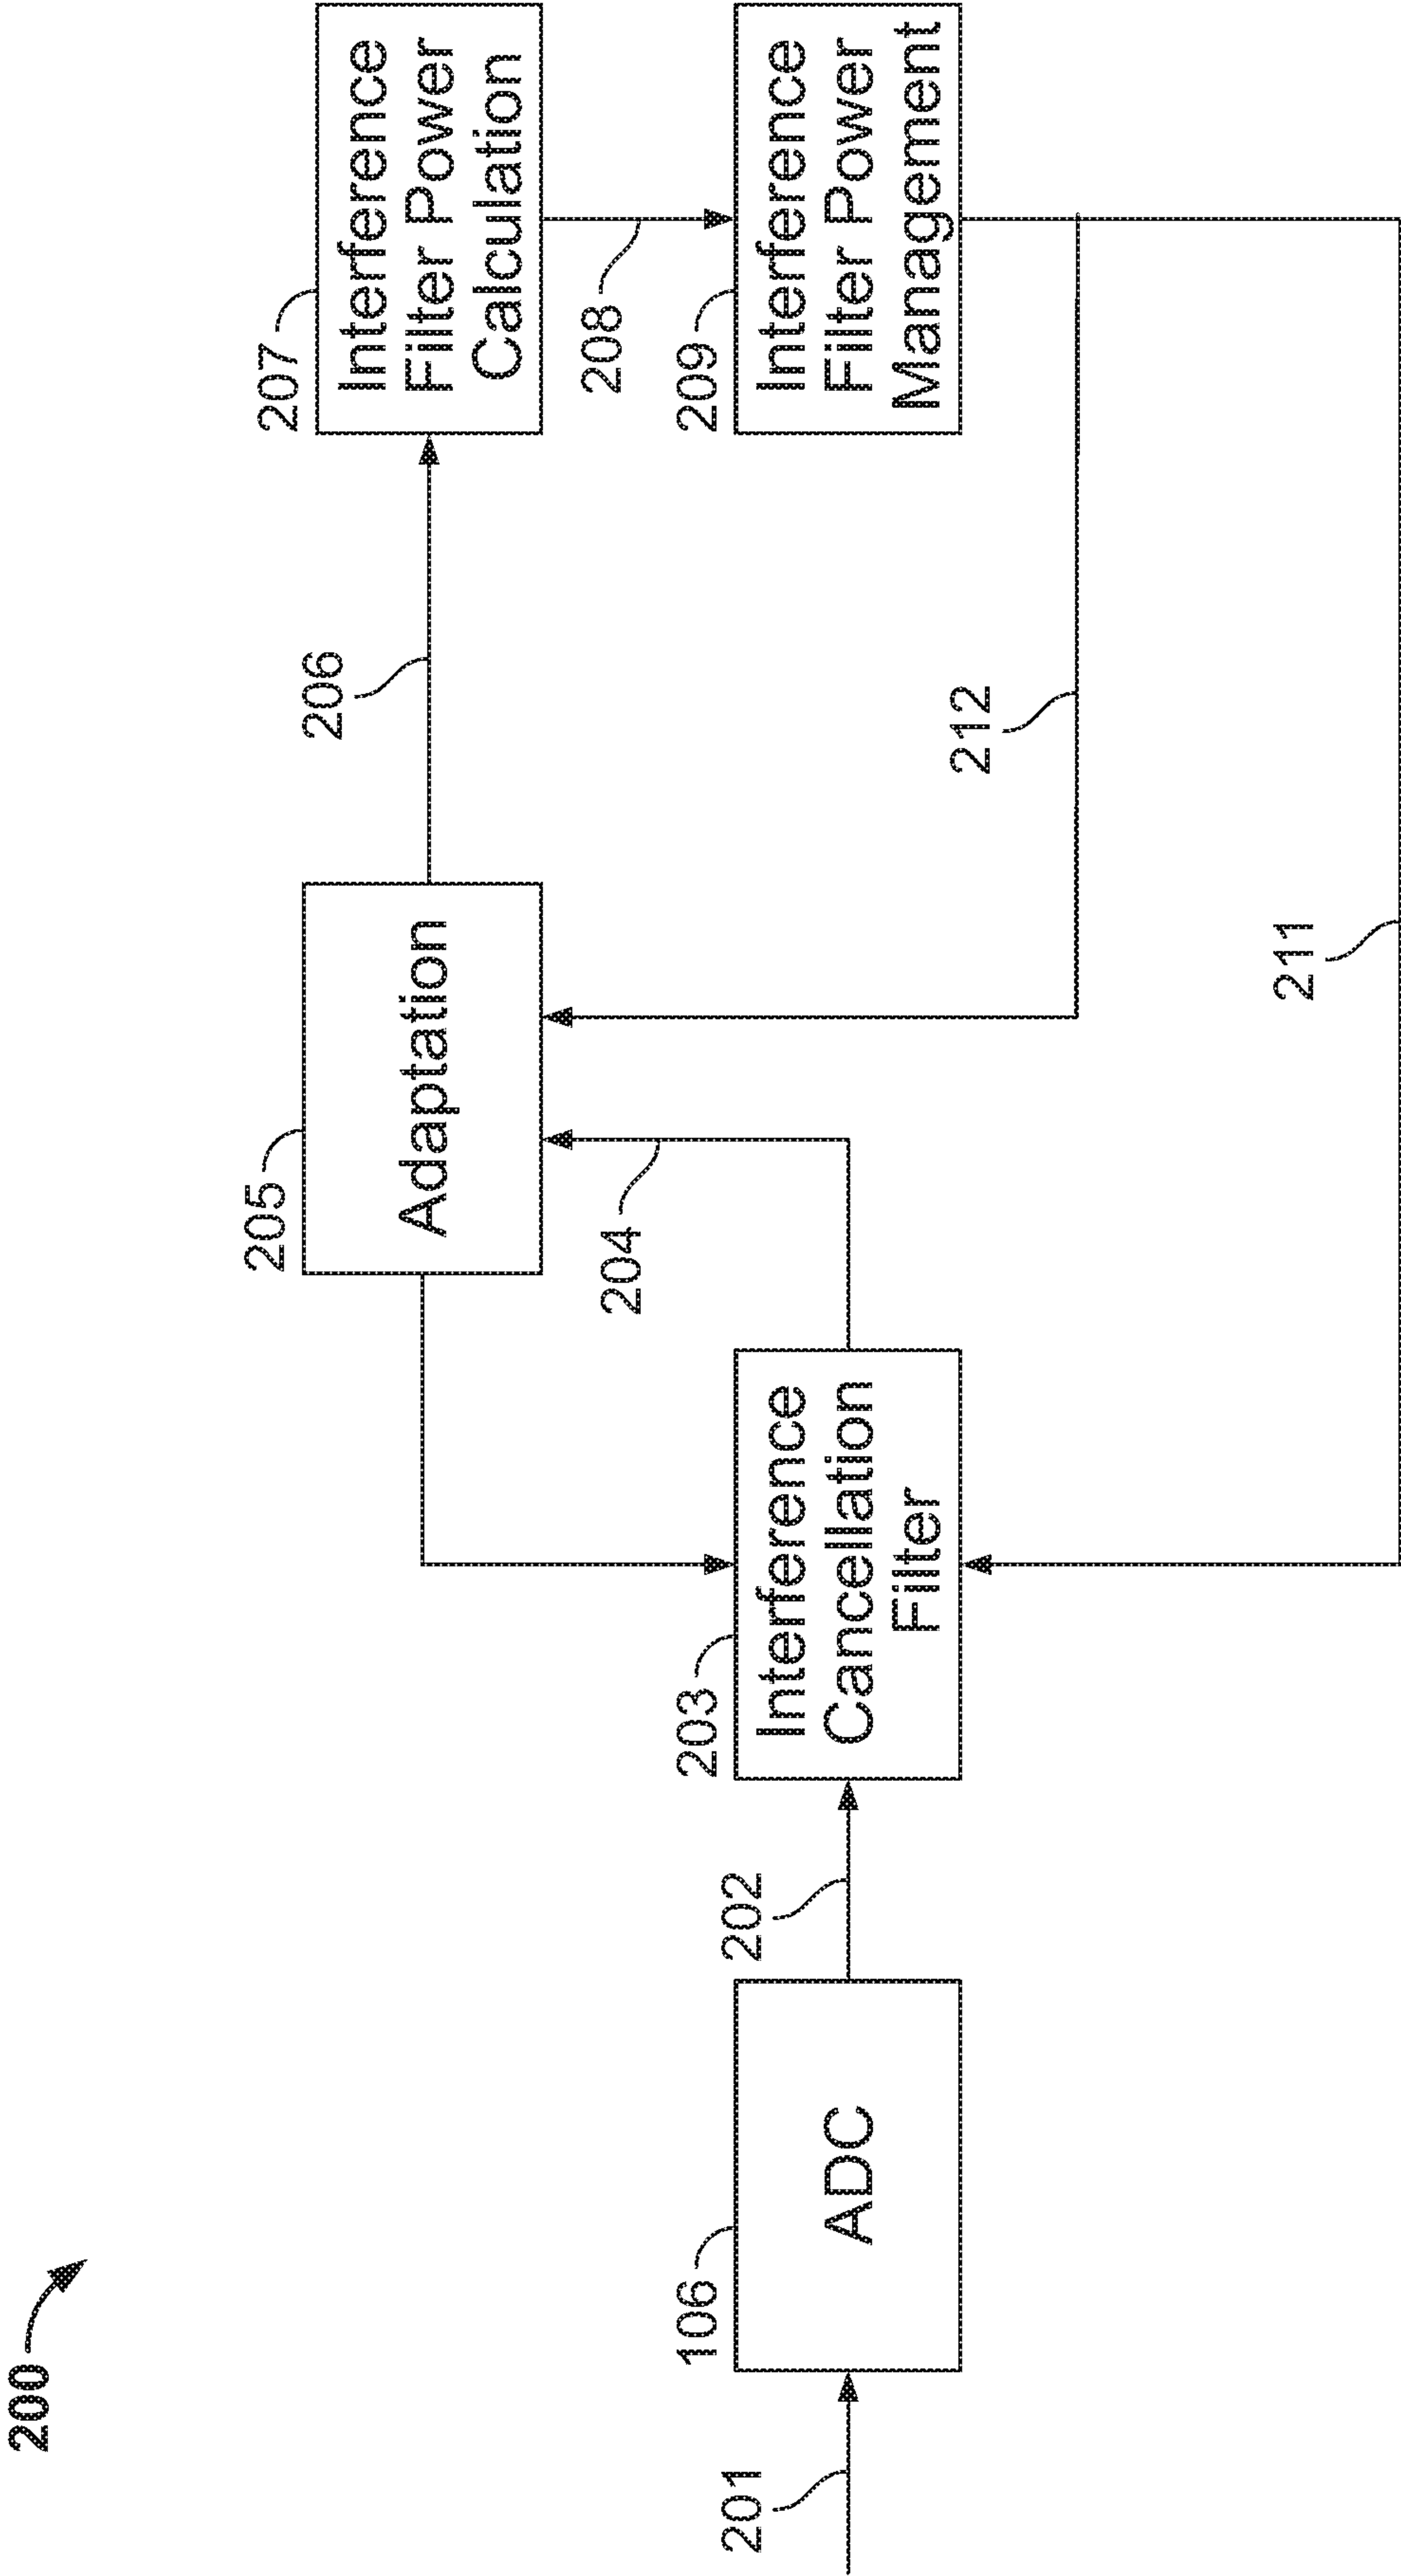 200
205
Adaptation
206
207
Interference
Filter Power
Calculation
204
208
201
106
ADC
202
203
Interference
Cancellation
Filter
209
Interference
Filter Power
Management
212
211